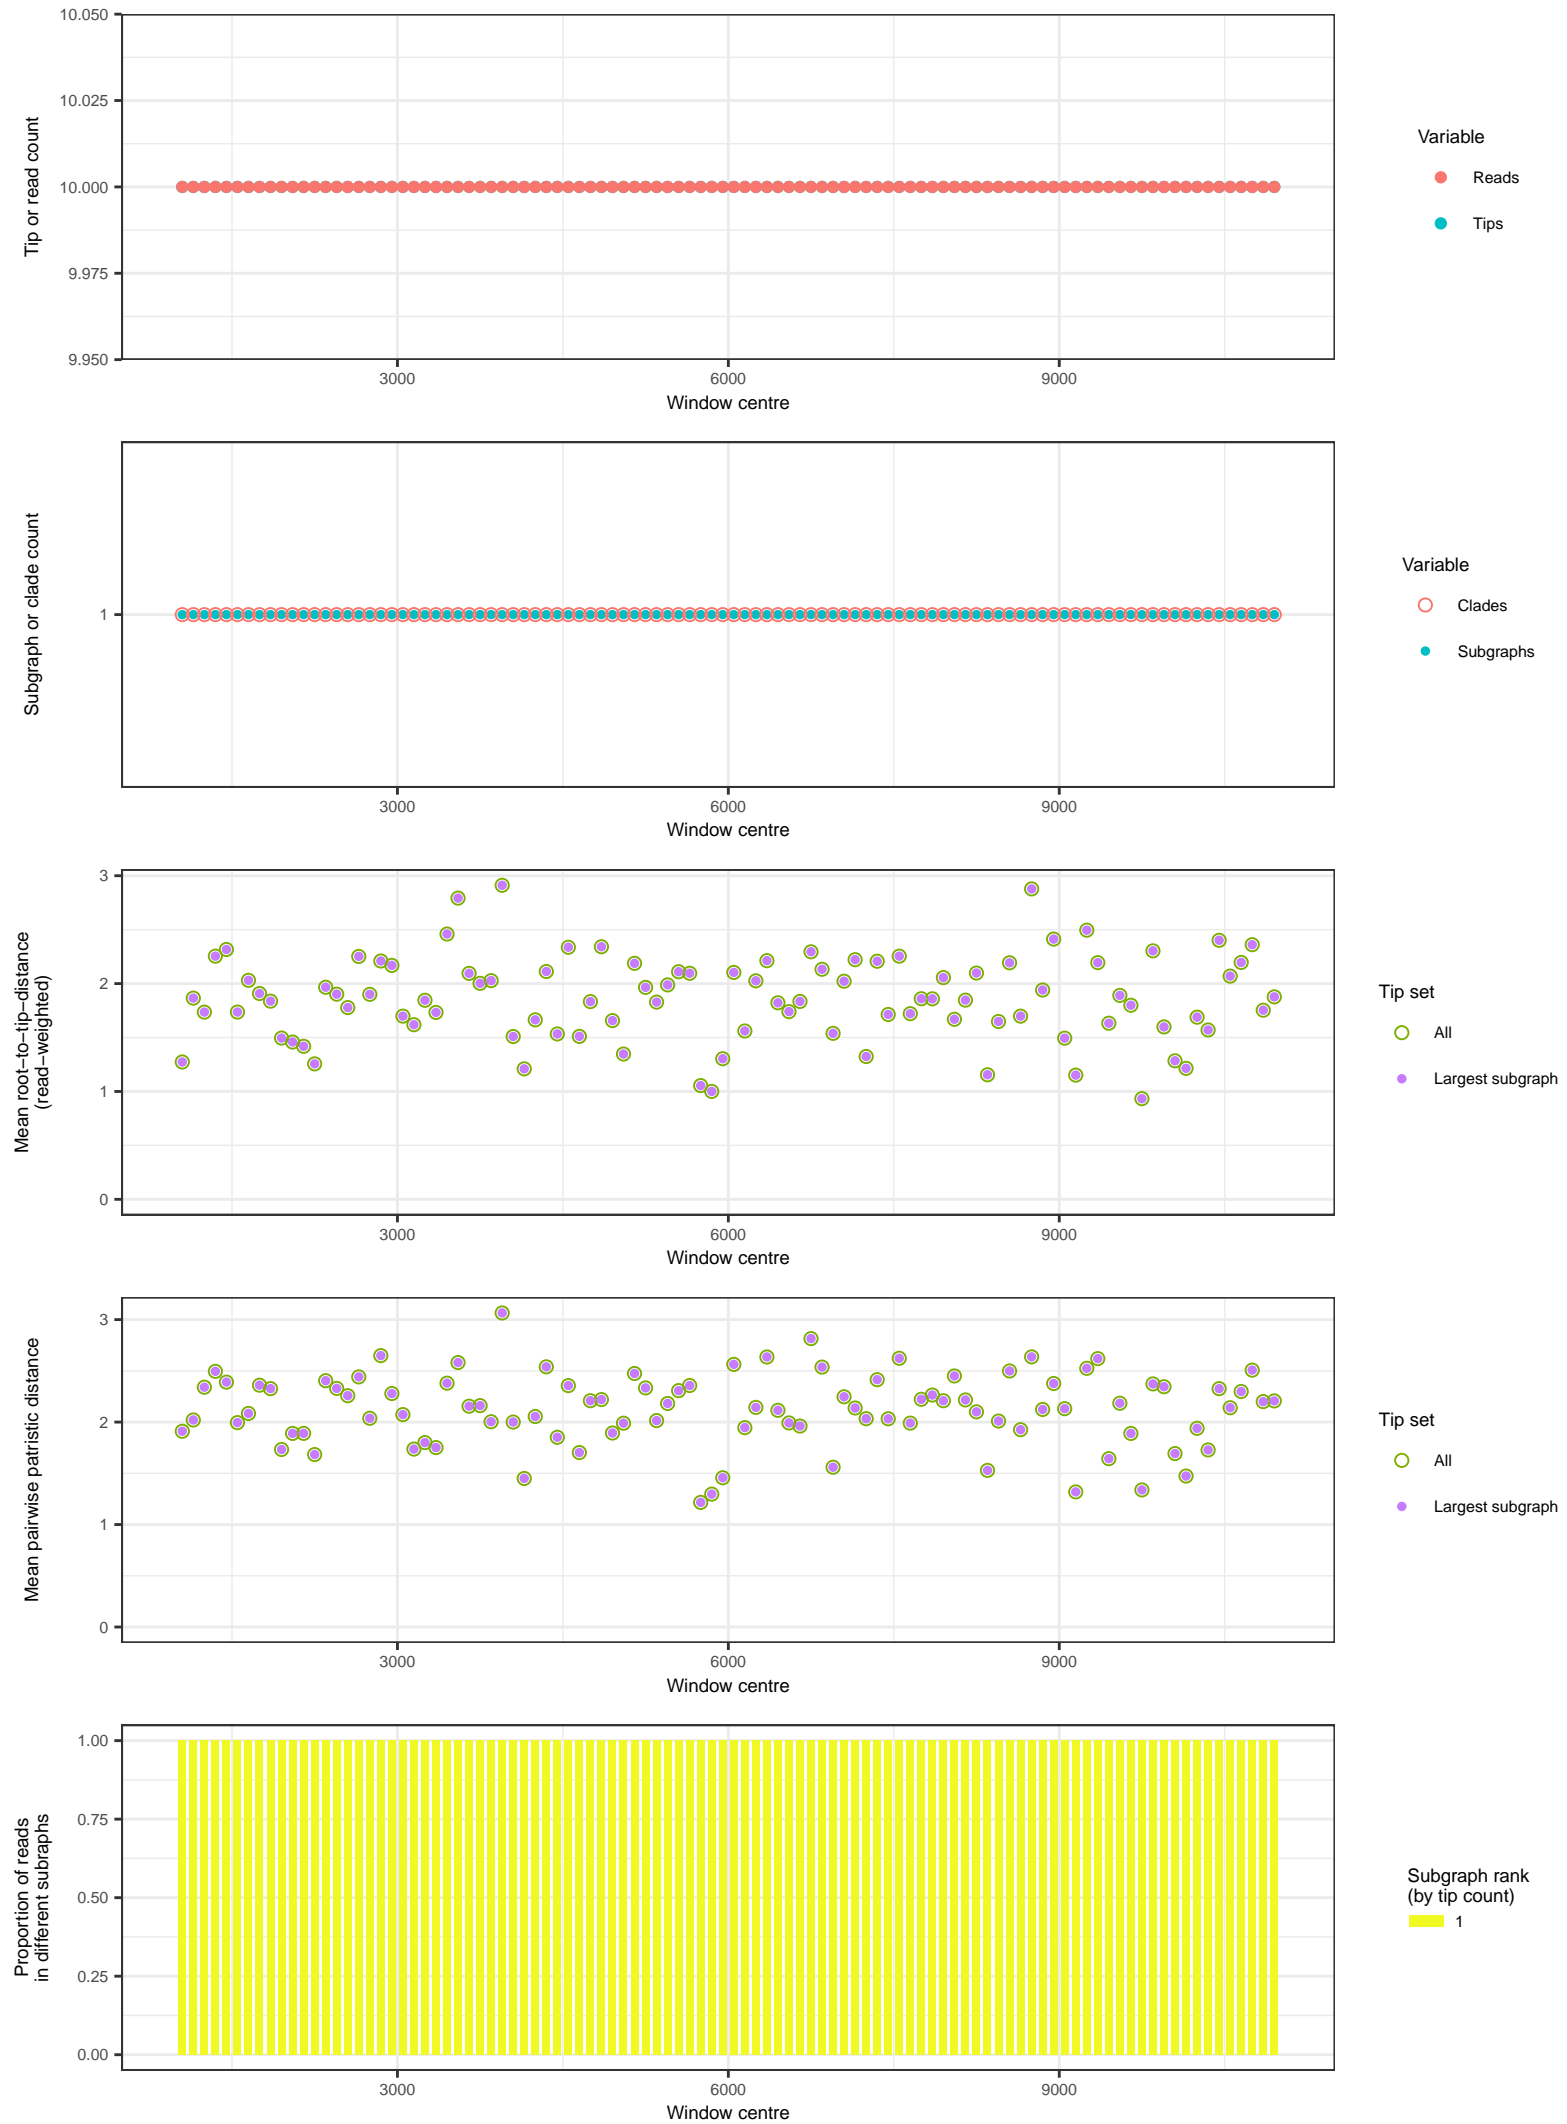 10.050
10.025
10.000
9.975
9.950
Tip or read count
3000 6000 9000
Window centre
Variable
Reads
Tips
1
Subgraph or clade count
3000 6000 9000
Window centre
Variable
Clades
Subgraphs
3
2
1
0
Mean root−to−tip−distance
(read−weighted)
3000 6000 9000
Window centre
Tip set
All
Largest subgraph
3
2
1
0
Mean pairwise patristic distance
3000 6000 9000
Window centre
Tip set
All
Largest subgraph
1.00
0.75
0.50
0.25
0.00
Proportion of reads
in different subraphs
3000 6000 9000
Window centre
Subgraph rank
(by tip count)
1